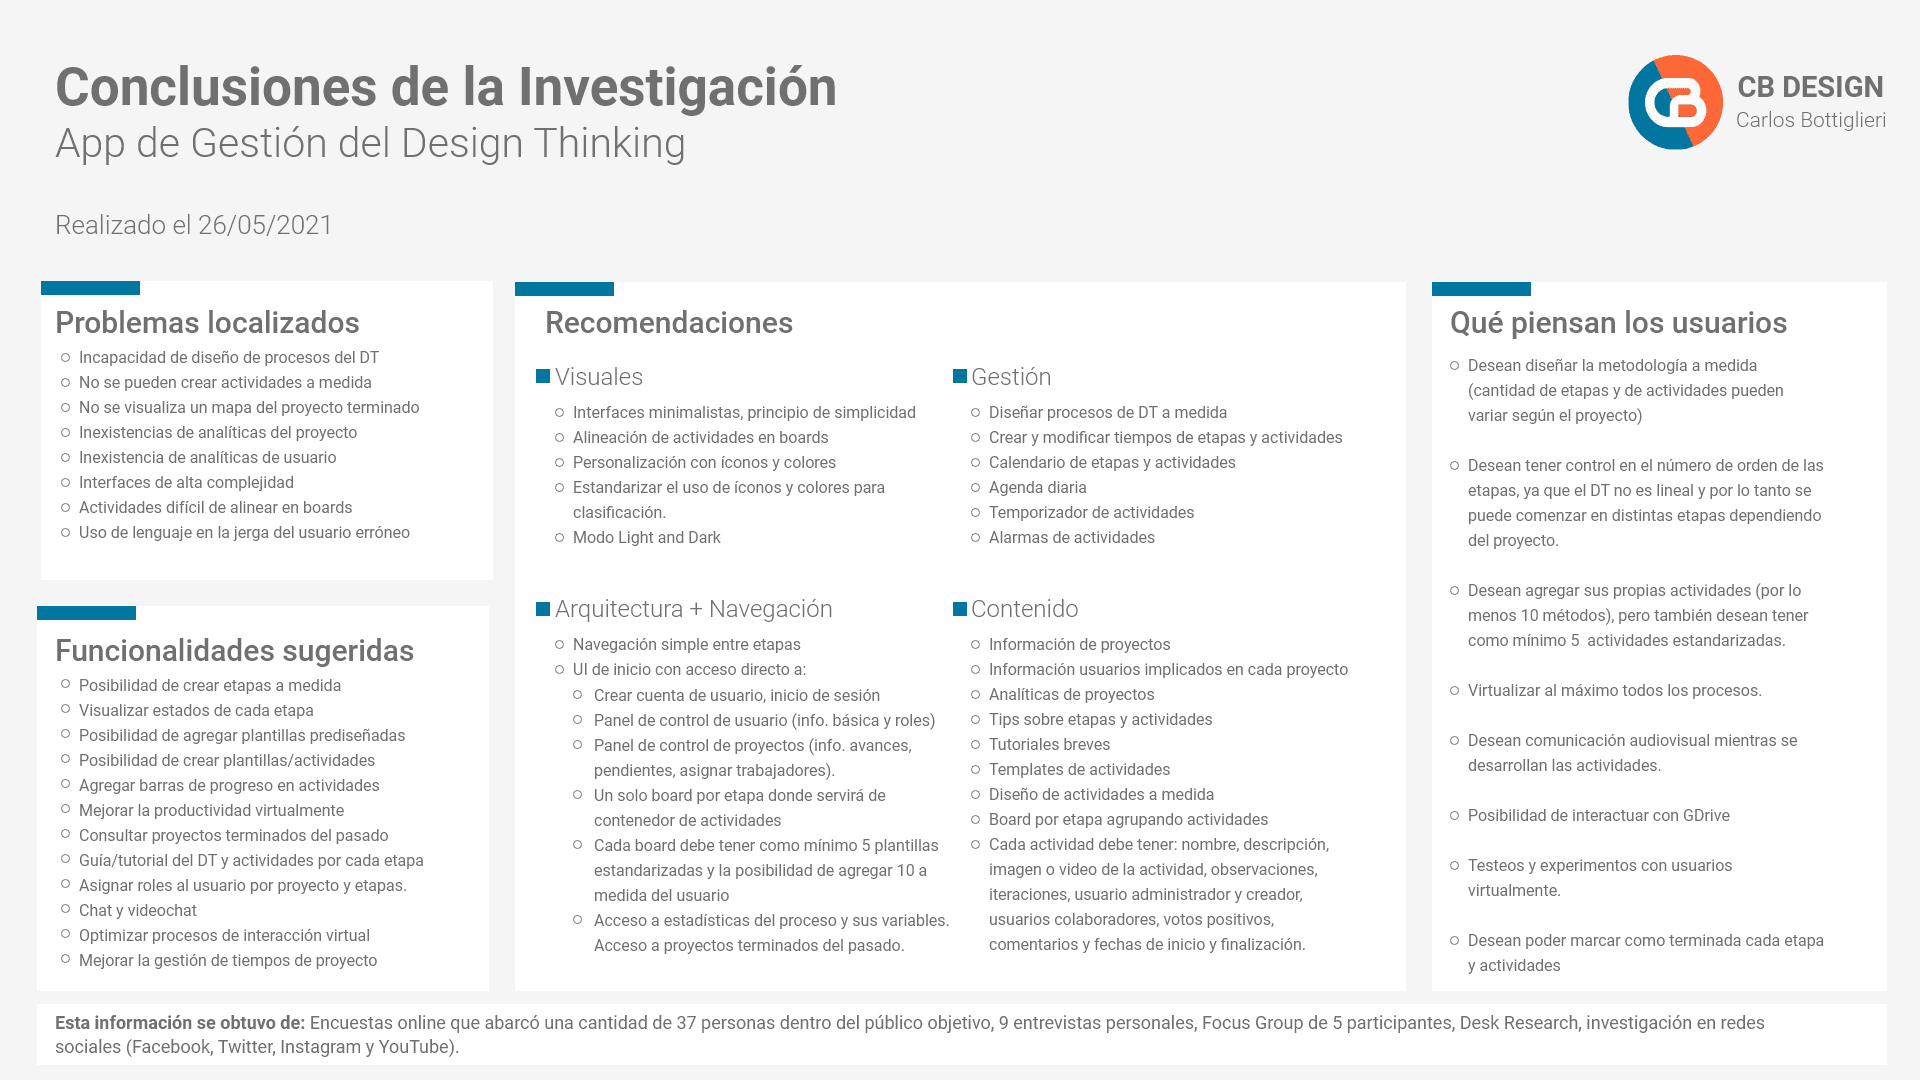 Conclusiones de la Investigación
App de Gestión del Design Thinking
Realizado el 26/05/2021
CB
CB DESIGN
Carlos Bottiglieri
Problemas localizados
Incapacidad de diseño de procesos del DT
No se pueden crear actividades a medida
No se visualiza un mapa del proyecto terminado
Inexistencias de analíticas del proyecto
Inexistencia de analíticas de usuario
Interfaces de alta complejidad
Actividades difícil de alinear en boards
Uso de lenguaje en la jerga del usuario erróneo
Funcionalidades sugeridas
Posibilidad de crear etapas a medida
Visualizar estados de cada etapa
Posibilidad de agregar plantillas prediseñadas
Posibilidad de crear plantillas/actividades
Agregar barras de progreso en actividades
Mejorar la productividad virtualmente
Consultar proyectos terminados del pasado
Guía/tutorial del DT y actividades por cada etapa
Asignar roles al usuario por proyecto y etapas.
Chat y videochat
Optimizar procesos de interacción virtual
Mejorar la gestión de tiempos de proyecto
Recomendaciones
Visuales
Interfaces minimalistas, principio de simplicidad
Alineación de actividades en boards
Personalización con íconos y colores
Estandarizar el uso de íconos y colores para
clasificación.
Modo Light and Dark
Gestión
Diseñar procesos de DT a medida
Crear y modificar tiempos de etapas y actividades
Calendario de etapas y actividades
Agenda diaria
Temporizador de actividades
Alarmas de actividades
Arquitectura + Navegación
Navegación simple entre etapas
UI de inicio con acceso directo a:
Crear cuenta de usuario, inicio de sesión
Panel de control de usuario (info. básica y roles)
Panel de control de proyectos (info. avances,
pendientes, asignar trabajadores).
Un solo board por etapa donde servirá de
contenedor de actividades
Cada board debe tener como mínimo 5 plantillas
estandarizadas y la posibilidad de agregar 10 a
medida del usuario
Acceso a estadísticas del proceso y sus variables.
Acceso a proyectos terminados del pasado.
Contenido
Información de proyectos
Información usuarios implicados en cada proyecto
Analíticas de proyectos
Tips sobre etapas y actividades
Tutoriales breves
Templates de actividades
Diseño de actividades a medida
Board por etapa agrupando actividades
Cada actividad debe tener: nombre, descripción,
imagen o video de la actividad, observaciones,
iteraciones, usuario administrador y creador,
usuarios colaboradores, votos positivos,
comentarios y fechas de inicio y finalización.
Qué piensan los usuarios
Desean diseñar la metodología a medida
(cantidad de etapas y de actividades pueden
variar según el proyecto)
Desean tener control en el número de orden de las
etapas, ya que el DT no es lineal y por lo tanto se
puede comenzar en distintas etapas dependiendo
del proyecto.
Desean agregar sus propias actividades (por lo
menos 10 métodos), pero también desean tener
como mínimo 5  actividades estandarizadas.
Virtualizar al máximo todos los procesos.
Desean comunicación audiovisual mientras se
desarrollan las actividades.
Posibilidad de interactuar con GDrive
Testeos y experimentos con usuarios
virtualmente.
Desean poder marcar como terminada cada etapa
y actividades
Esta información se obtuvo de: Encuestas online que abarcó una cantidad de 37 personas dentro del público objetivo, 9 entrevistas personales, Focus Group de 5 participantes, Desk Research, investigación en redes
sociales (Facebook, Twitter, Instagram y YouTube).